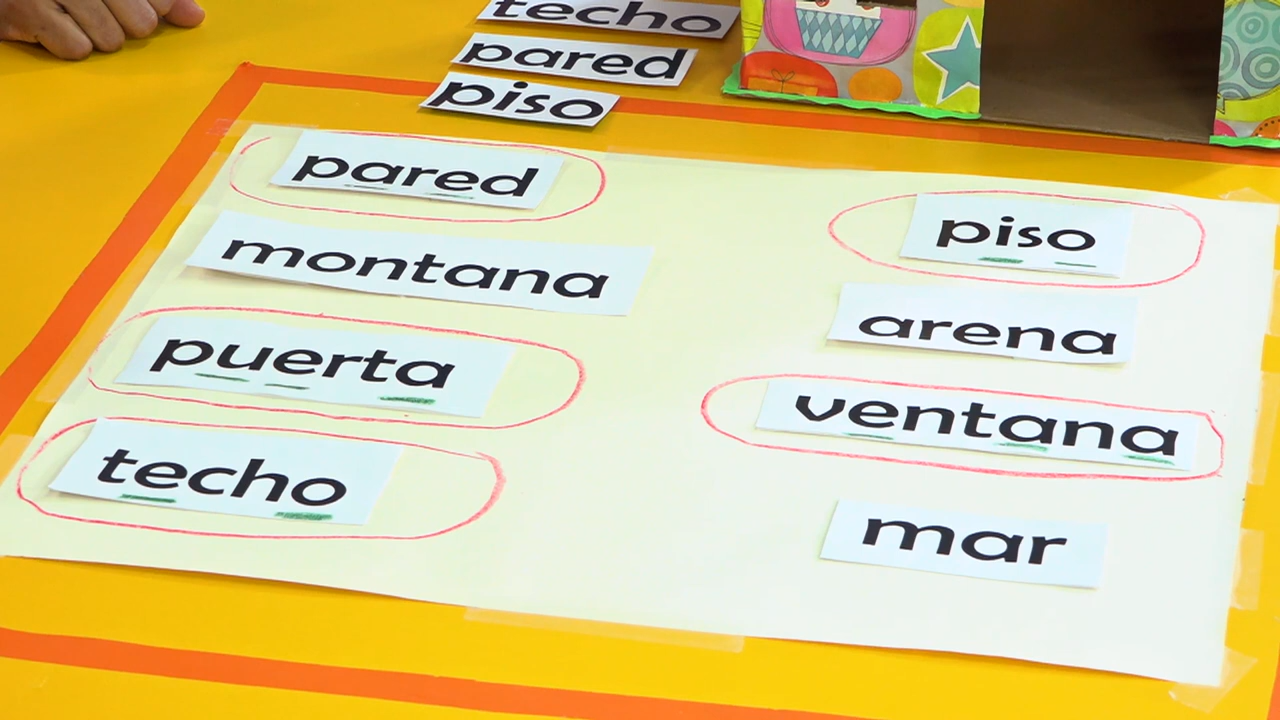 techo
pared
piso
pared
montana
puerta
techo
piso
arena
ventana
mar